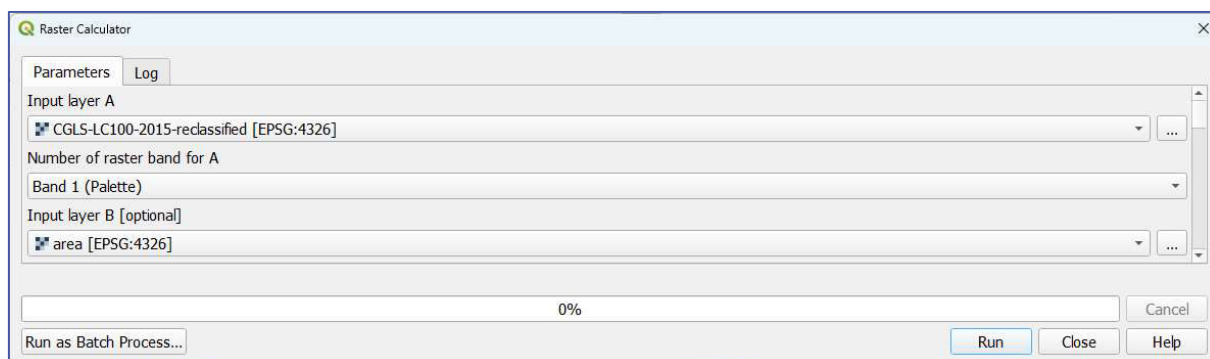 Raster Calculator
Parameters Log
Input layer A
CGLS-LC100-2015-reclassified [EPSG:4326]
...
Number of raster band for A
Band 1 (Palette)
Input layer B [optional]
area [EPSG:4326]
...
0%
Cancel
Run as Batch Process...
Run Close Help